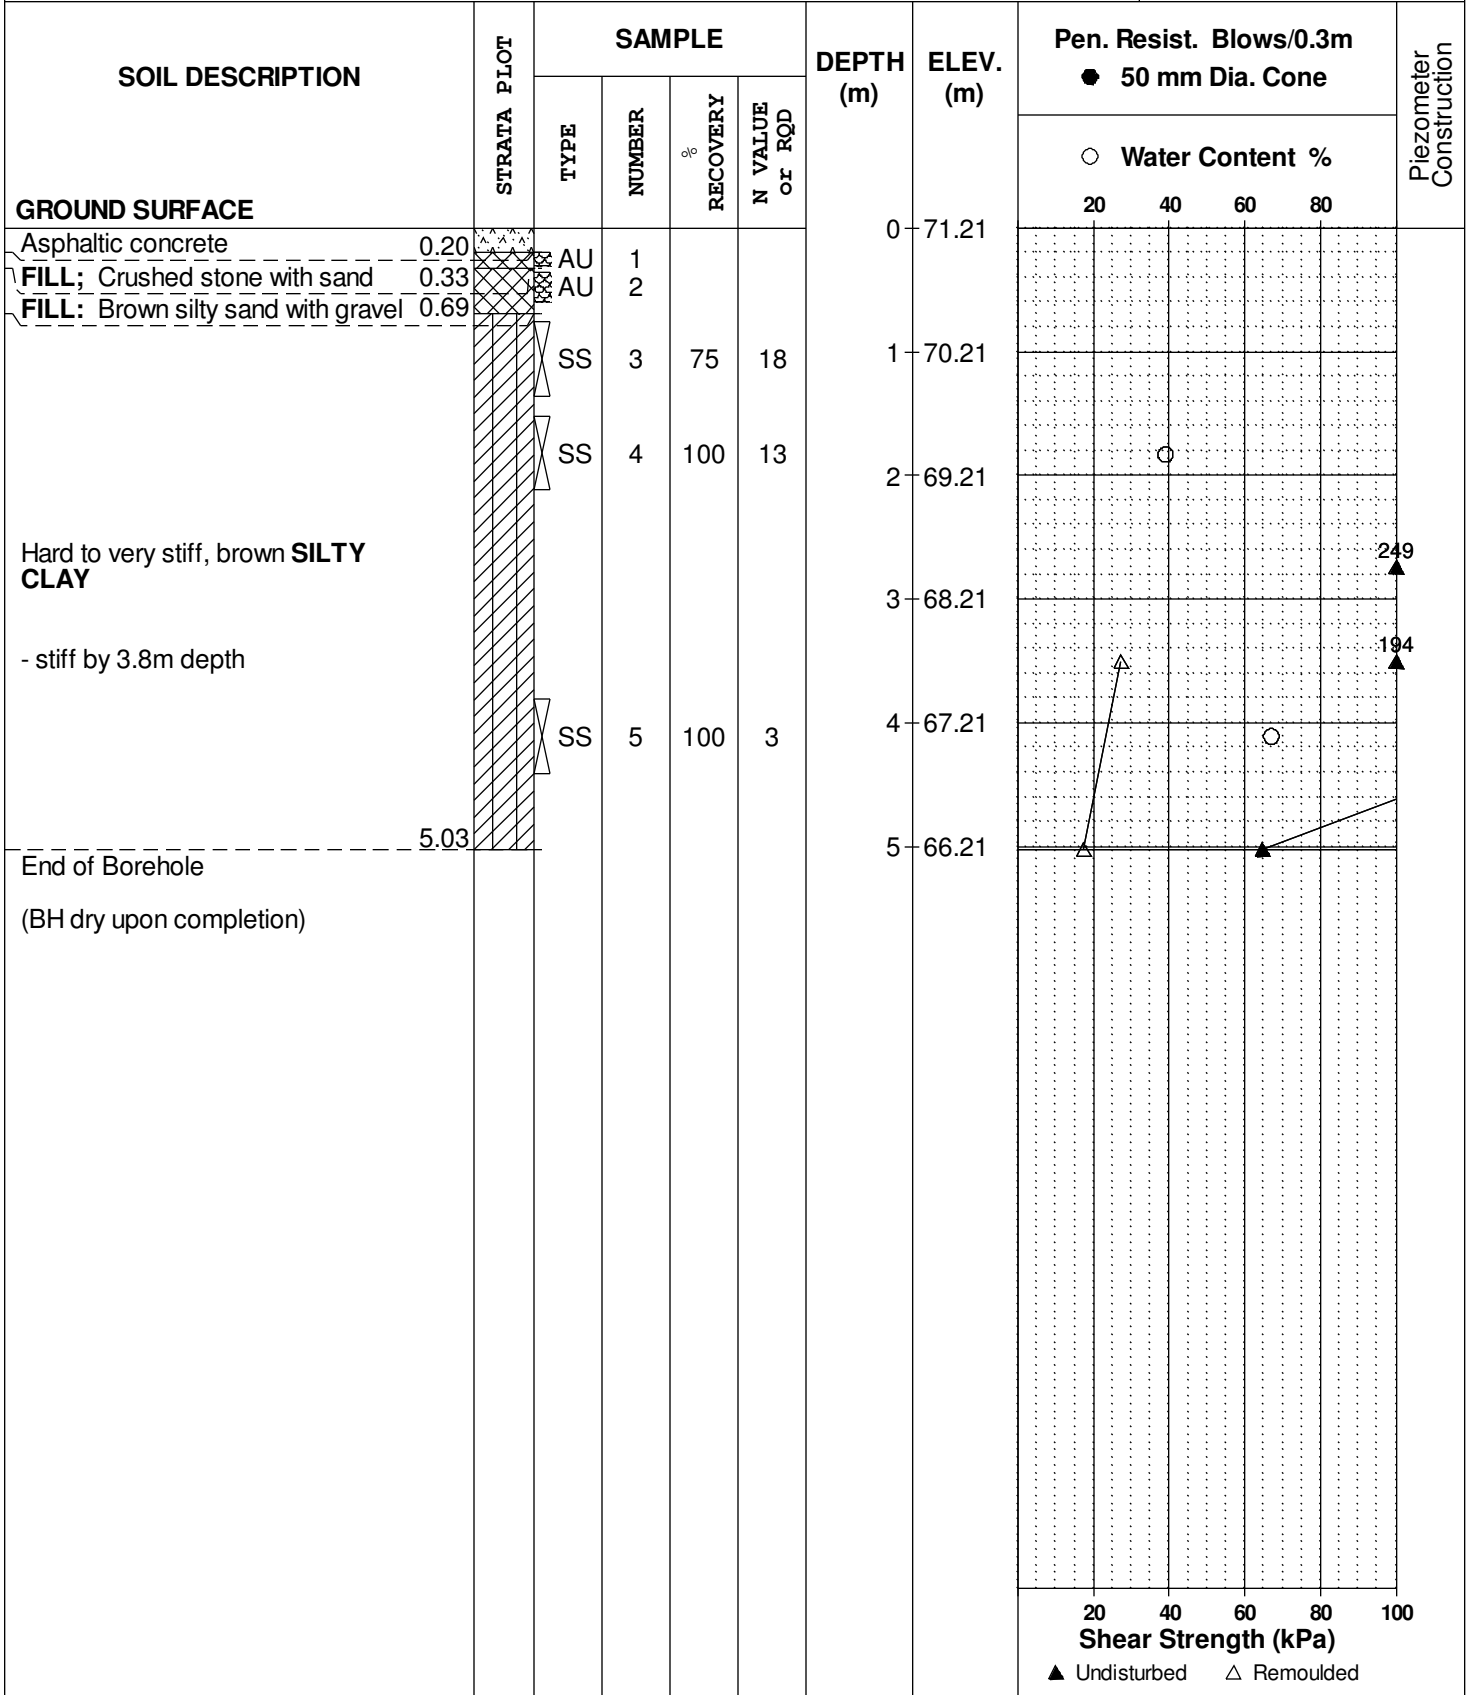 SOIL DESCRIPTION
GROUND SURFACE
STRATA PLOT
SAMPLE
TYPE
NUMBER
%
RECOVERY
N VALUE
or RQD
DEPTH
(m)
ELEV.
(m)
Pen. Resist. Blows/0.3m
● 50 mm Dia. Cone
○ Water Content %
20 40 60 80
Piezometer
Construction
0 71.21
Asphaltic concrete 0.20
AU 1
FILL; Crushed stone with sand 0.33
AU 2
FILL: Brown silty sand with gravel 0.69
SS 3 75 18
1 70.21
SS 4 100 13
2 69.21
Hard to very stiff, brown SILTY
CLAY
249
3 68.21
194
- stiff by 3.8m depth
4 67.21
SS 5 100 3
5.03
5 66.21
End of Borehole
(BH dry upon completion)
20 40 60 80 100
Shear Strength (kPa)
▲ Undisturbed △ Remoulded